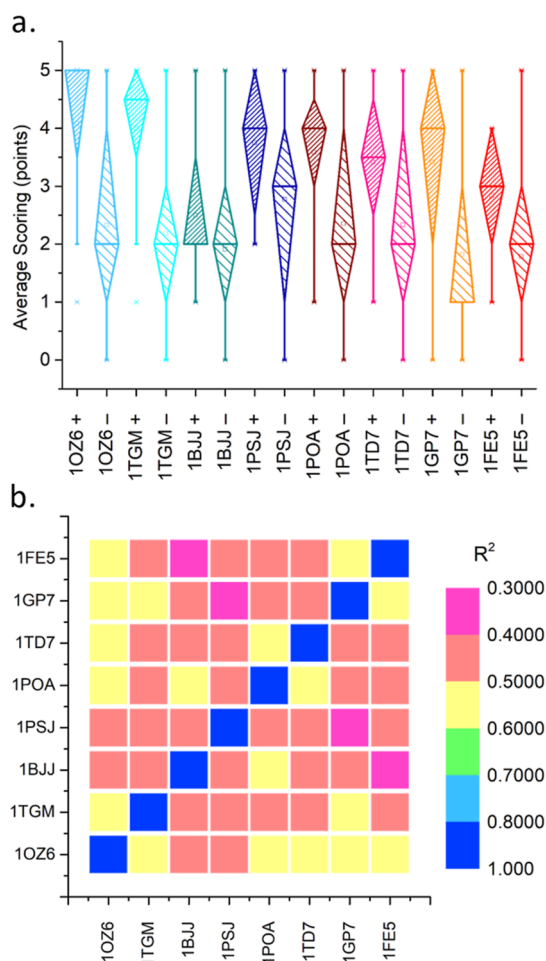 a.
Average Scoring (points)
5
4
3
2
1
0
1OZ6 +
1OZ6 –
1TGM +
1TGM –
1BJJ +
1BJJ –
1PSJ +
1PSJ –
1POA +
1POA –
1TD7 +
1TD7 –
1GP7 +
1GP7 –
1FE5 +
1FE5 –
b.
1FE5
1GP7
1TD7
1POA
1PSJ
1BJJ
1TGM
1OZ6
1OZ6
1TGM
1BJJ
1PSJ
1POA
1TD7
1GP7
1FE5
R²
0.3000
0.4000
0.5000
0.6000
0.7000
0.8000
1.000